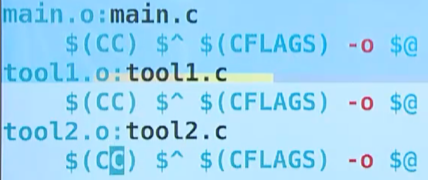 main.o:main.c
$(CC) $^ $(CFLAGS) -o $@
tool1.o:tool1.c
$(CC) $^ $(CFLAGS) -o $@
tool2.o:tool2.c
$(CC) $^ $(CFLAGS) -o $@